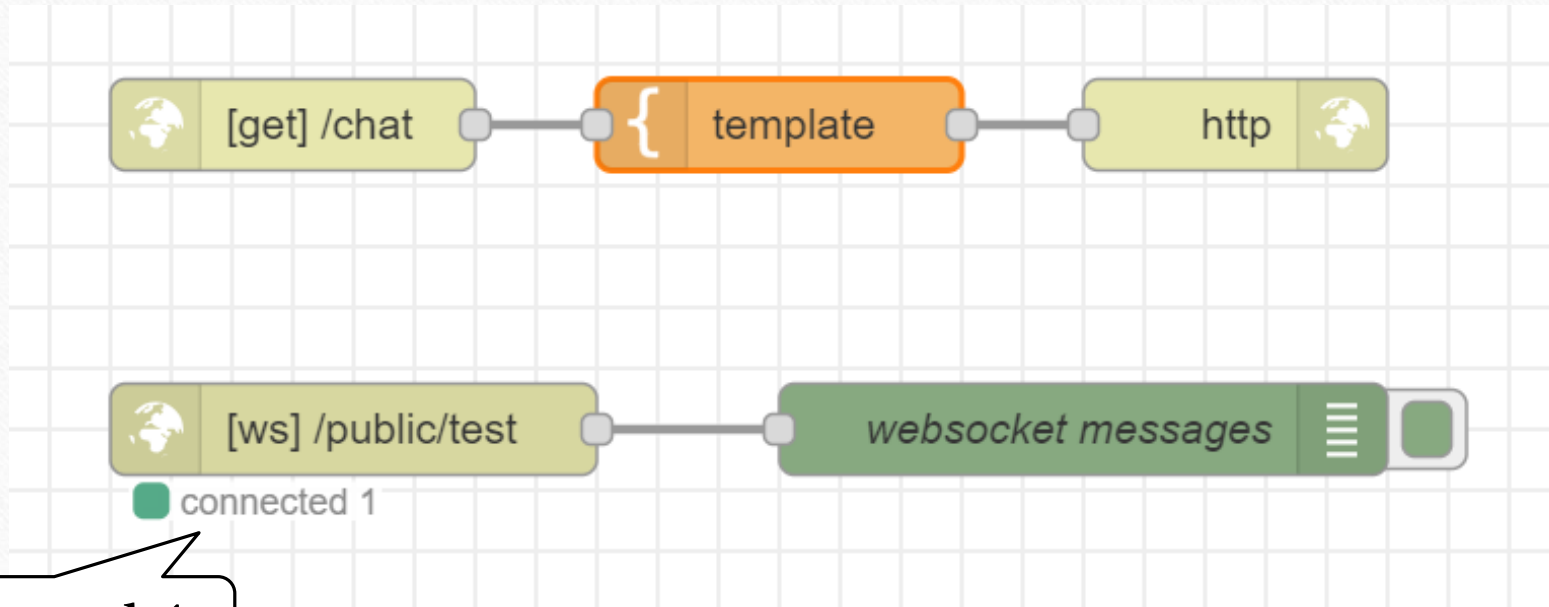 [get] /chat
template
http
[ws] /public/test
websocket messages
connected 1